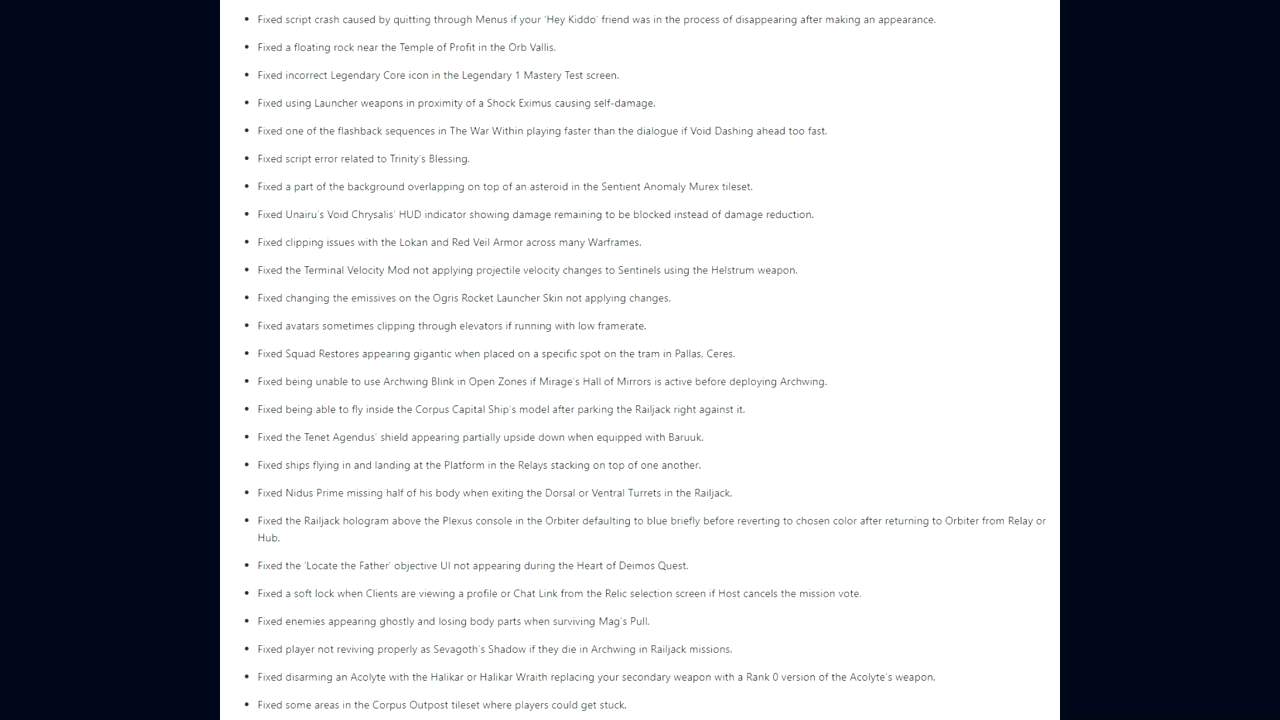 • Fixed script crash caused by quitting through Menus if your 'Hey Kiddo' friend was in the process of disappearing after making an appearance.
• Fixed a floating rock near the Temple of Profit in the Orb Vallis.
• Fixed incorrect Legendary Core icon in the Legendary 1 Mastery Test screen.
• Fixed using Launcher weapons in proximity of a Shock Eximus causing self-damage.
• Fixed one of the flashback sequences in The War Within playing faster than the dialogue if Void Dashing ahead too fast.
• Fixed script error related to Trinity's Blessing.
• Fixed a part of the background overlapping on top of an asteroid in the Sentient Anomaly Murex tileset.
• Fixed Unairu's Void Chrysalis' HUD indicator showing damage remaining to be blocked instead of damage reduction.
• Fixed clipping issues with the Lokan and Red Veil Armor across many Warframes.
• Fixed the Terminal Velocity Mod not applying projectile velocity changes to Sentinels using the Helstrum weapon.
• Fixed changing the emissives on the Ogris Rocket Launcher Skin not applying changes.
• Fixed avatars sometimes clipping through elevators if running with low framerate.
• Fixed Squad Restores appearing gigantic when placed on a specific spot on the tram in Pallas, Ceres.
• Fixed being unable to use Archwing Blink in Open Zones if Mirage's Hall of Mirrors is active before deploying Archwing.
• Fixed being able to fly inside the Corpus Capital Ship's model after parking the Railjack right against it.
• Fixed the Tenet Agendus' shield appearing partially upside down when equipped with Baruuk.
• Fixed ships flying in and landing at the Platform in the Relays stacking on top of one another.
• Fixed Nidus Prime missing half of his body when exiting the Dorsal or Ventral Turrets in the Railjack.
• Fixed the Railjack hologram above the Plexus console in the Orbiter defaulting to blue briefly before reverting to chosen color after returning to Orbiter from Relay or
Hub.
• Fixed the 'Locate the Father' objective UI not appearing during the Heart of Deimos Quest.
• Fixed a soft lock when Clients are viewing a profile or Chat Link from the Relic selection screen if Host cancels the mission vote.
• Fixed enemies appearing ghostly and losing body parts when surviving Mag's Pull.
• Fixed player not reviving properly as Sevagoth's Shadow if they die in Archwing in Railjack missions.
• Fixed disarming an Acolyte with the Halikar or Halikar Wraith replacing your secondary weapon with a Rank 0 version of the Acolyte's weapon.
• Fixed some areas in the Corpus Outpost tileset where players could get stuck.